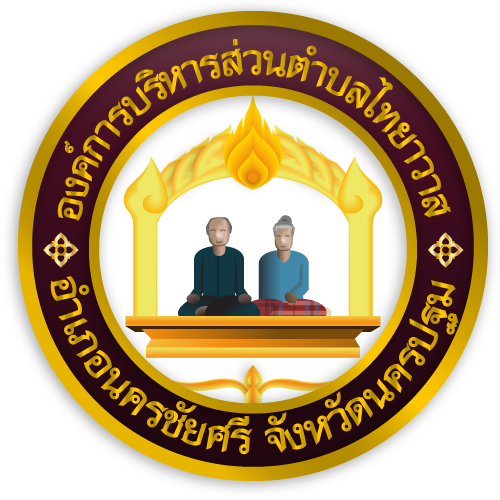 องค์การบริหารส่วนตำบลไทยาวาส
อำเภอนครชัยศรี จังหวัดนครปฐม